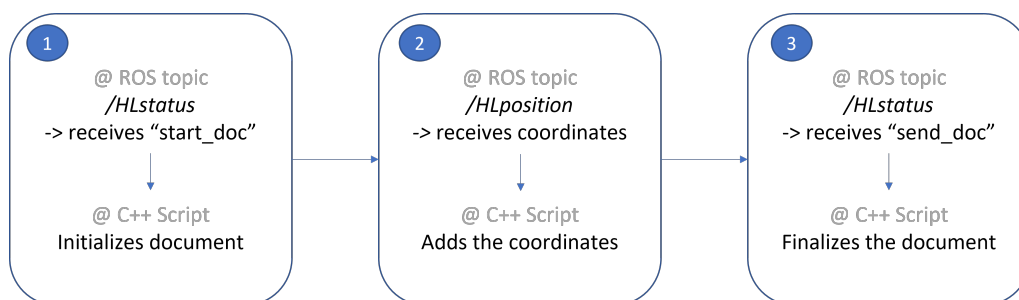 1
@ ROS topic
/HLstatus
-> receives “start_doc”
@ C++ Script
Initializes document
2
@ ROS topic
/HLposition
-> receives coordinates
@ C++ Script
Adds the coordinates
3
@ ROS topic
/HLstatus
-> receives “send_doc”
@ C++ Script
Finalizes the document